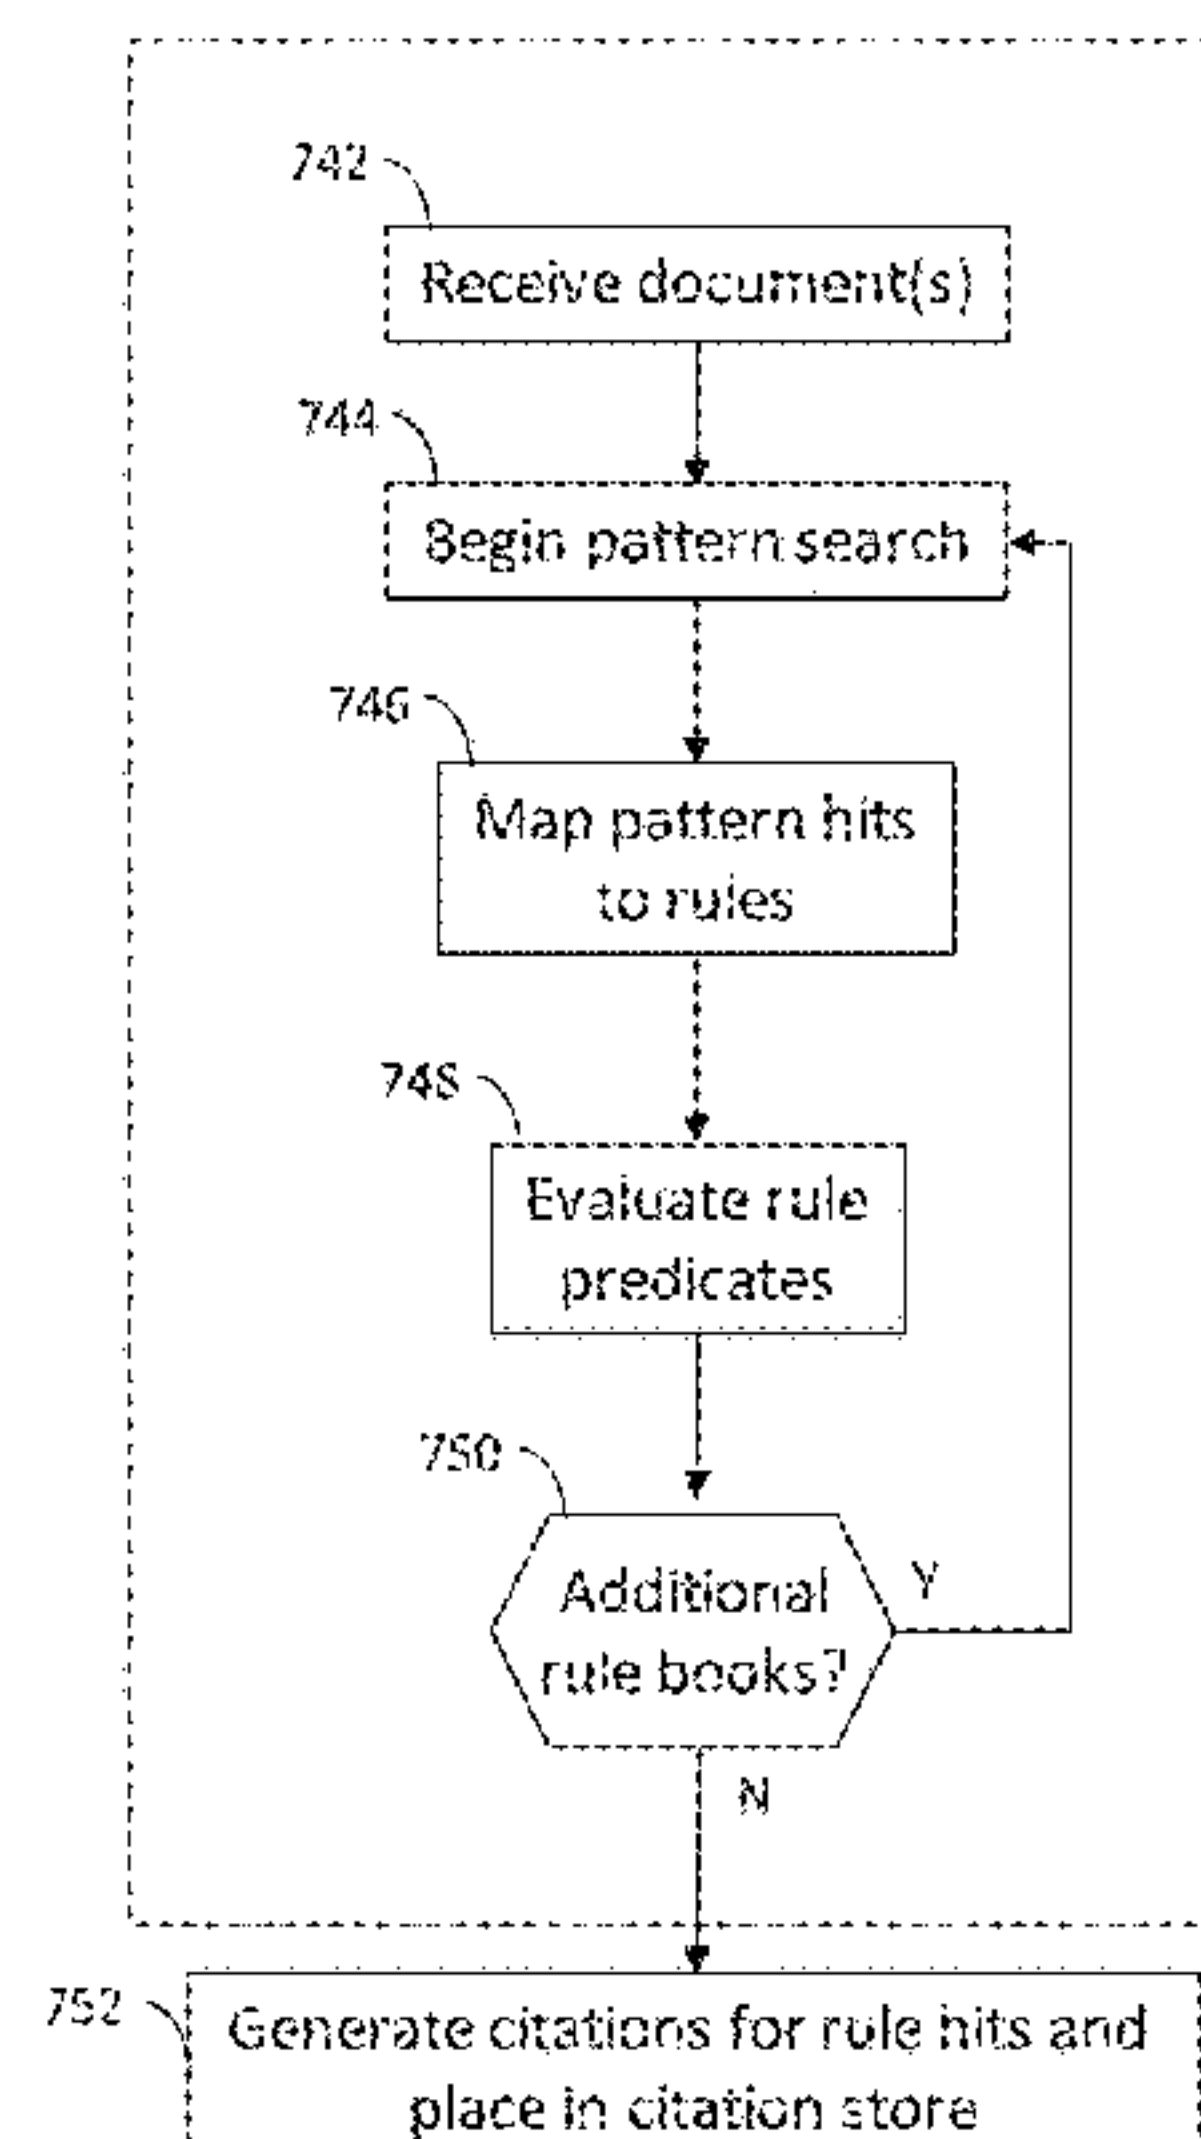 742
Receive document(s)
744
Begin pattern search
746
Map pattern hits
to rules
748
Evaluate rule
predicates
750
Additional
rule books?
Y
N
752
Generate citations for rule hits and
place in citation store